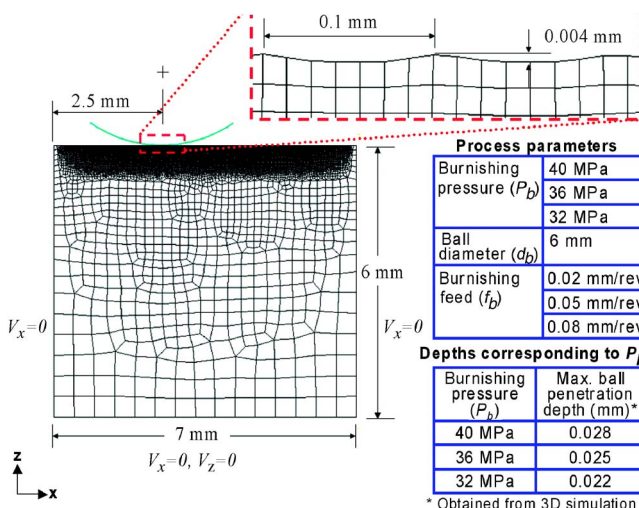 0.1 mm
0.004 mm
2.5 mm
6 mm
Vx=0
Vx=0
7 mm
Vx=0, Vz=0
z
x
Process parameters
Burnishing pressure (Pb)
40 MPa
36 MPa
32 MPa
Ball diameter (db)
6 mm
Burnishing feed (fb)
0.02 mm/rev
0.05 mm/rev
0.08 mm/rev
Depths corresponding to Pb
Burnishing pressure (Pb)
Max. ball penetration depth (mm)*
40 MPa
0.028
36 MPa
0.025
32 MPa
0.022
* Obtained from 3D simulation